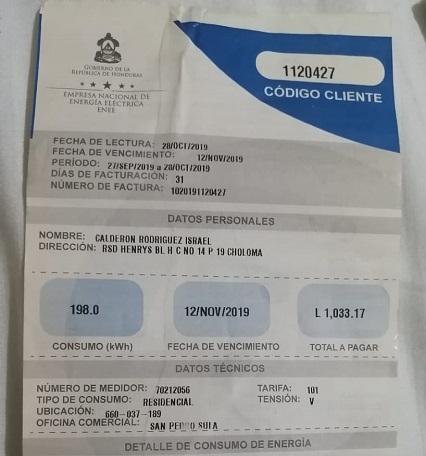 GOBIERNO DE LA
REPÚBLICA DE HONDURAS
EMPRESA NACIONAL DE
ENERGÍA ELÉCTRICA
ENEE
1120427
CÓDIGO CLIENTE
FECHA DE LECTURA: 28/OCT/2019
FECHA DE VENCIMIENTO: 12/NOV/2019
PERÍODO: 27/SEP/2019 a 28/OCT/2019
DÍAS DE FACTURACIÓN: 31
NÚMERO DE FACTURA: 1020191120427
DATOS PERSONALES
NOMBRE: CALDERON RODRIGUEZ ISRAEL
DIRECCIÓN: RSD HENRYS BL H C NO 14 P 19 CHOLOMA
198.0 12/NOV/2019 L 1,033.17
CONSUMO (kWh) FECHA DE VENCIMIENTO TOTAL A PAGAR
DATOS TÉCNICOS
NÚMERO DE MEDIDOR: 70212056 TARIFA: 101
TIPO DE CONSUMO: RESIDENCIAL TENSIÓN: V
UBICACIÓN: 660-037-189
OFICINA COMERCIAL: SAN PEDRO SULA
DETALLE DE CONSUMO DE ENERGÍA